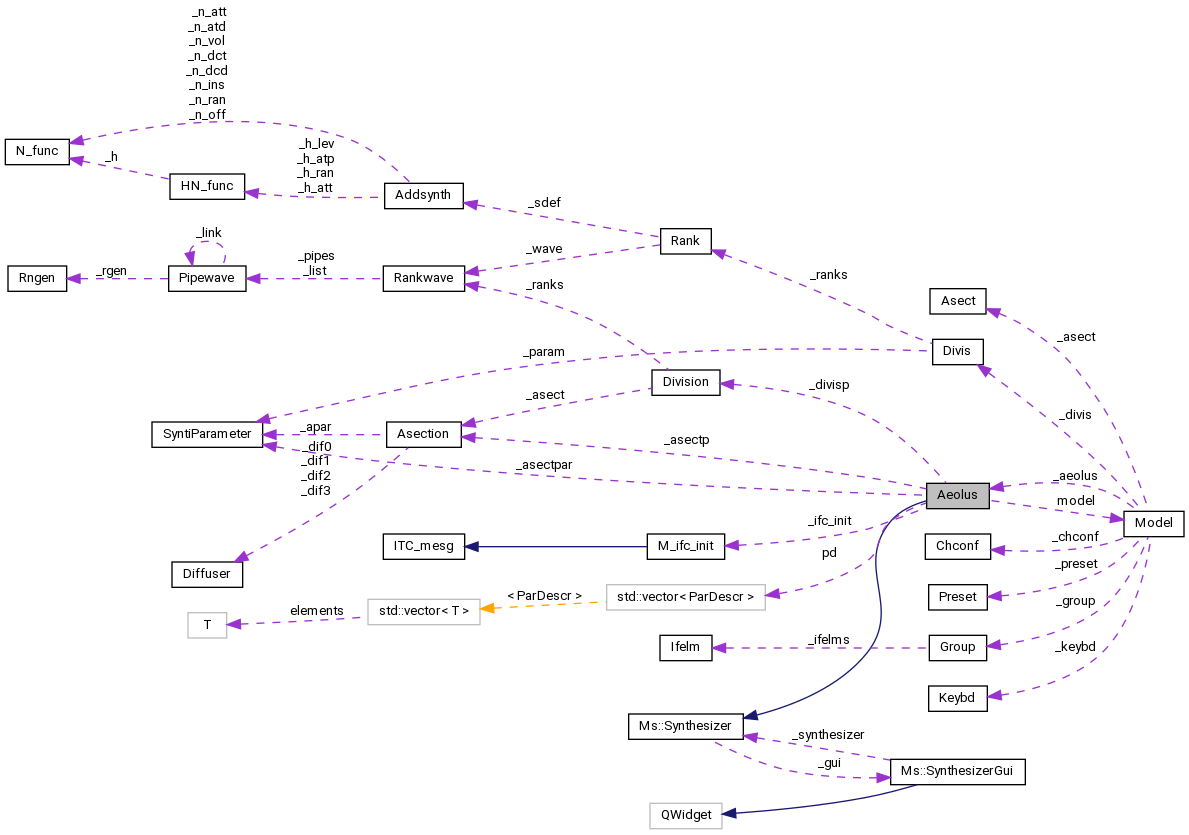 _n_att
_n_atd
_n_vol
_n_dct
_n_dcd
_n_ins
_n_ran
_n_off
N_func
_h
_h_lev
_h_atp
_h_ran
_h_att
HN_func
Addsynth
_sdef
_link
Rank
_wave
_pipes
_list
Rngen
_rgen
Pipewave
Rankwave
_ranks
_ranks
Asect
_asect
_param
Divis
Division
_divisp
_asect
_divis
SyntiParameter
_apar
Asection
_asectp
_dif0
_dif1
_dif2
_dif3
_asectpar
_aeolus
Aeolus
model
Model
_ifc_init
ITC_mesg
M_ifc_init
Chconf
_chconf
pd
_preset
Diffuser
elements
< ParDescr >
std::vector< ParDescr >
Preset
_group
T
std::vector< T >
Ifelm
_ifelms
Group
_keybd
Keybd
Ms::Synthesizer
_synthesizer
_gui
Ms::SynthesizerGui
QWidget